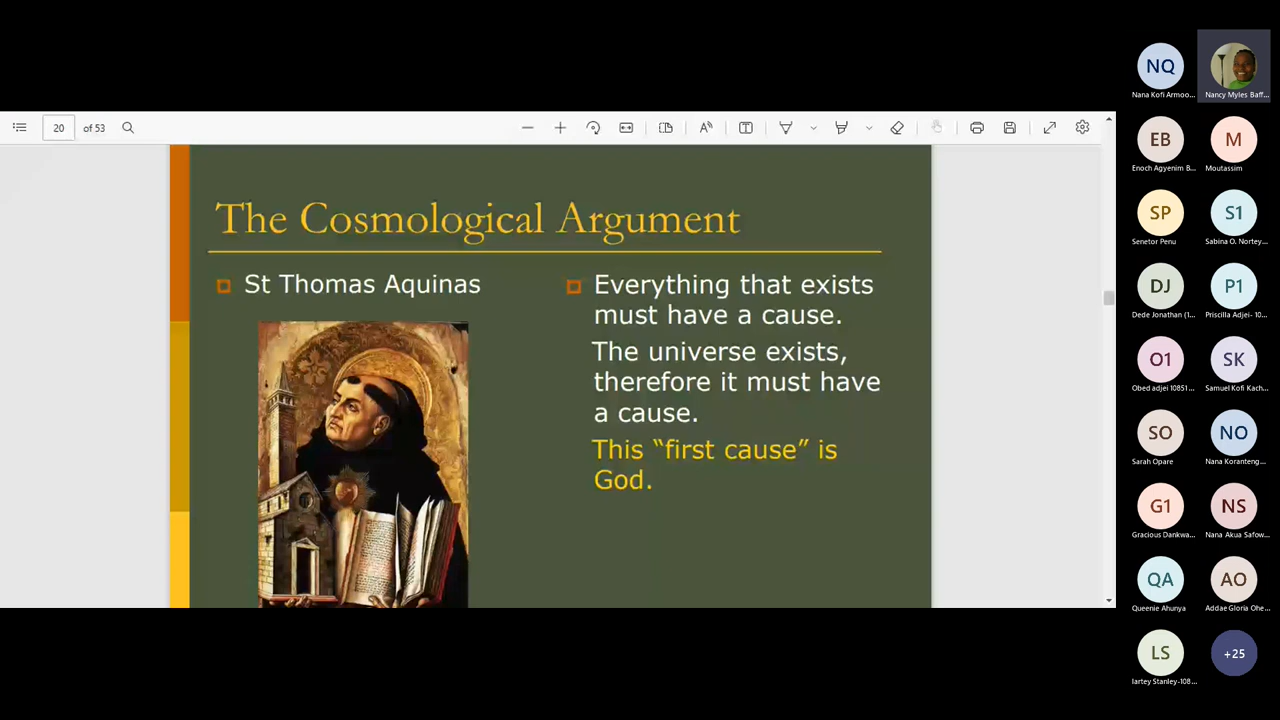 NQ
Nana Kofi Armoo...
Nancy Myles Baff...
20 of 53
EB
M
Enoch Agyenim B...
Moutassim
The Cosmological Argument
SP
S1
Senetor Penu
Sabina O. Nortey...
St Thomas Aquinas
Everything that exists
must have a cause.
The universe exists,
therefore it must have
a cause.
This “first cause” is
God.
DJ
P1
Dede Jonathan (1...
Priscilla Adjei- 10...
O1
SK
Obed adjei 10851...
Samuel Kofi Kach...
SO
NO
Sarah Opare
Nana Koranteng...
G1
NS
Gracious Dankwa...
Nana Akua Safow...
QA
AO
Queenie Ahunya
Addae Gloria Ohe...
LS
+25
lartey Stanley-108...